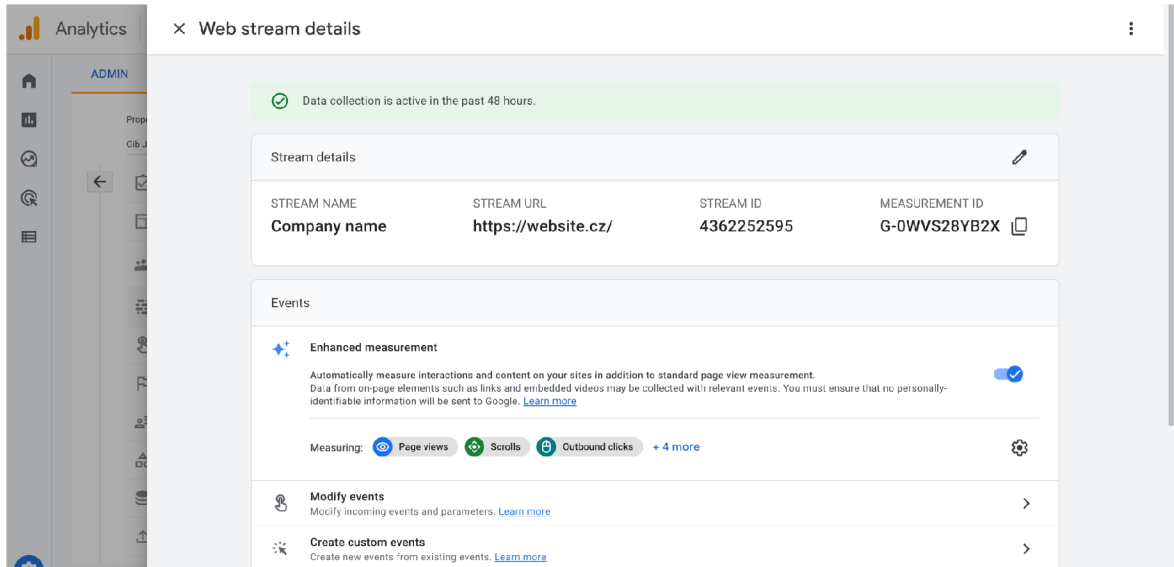 Analytics
Web stream details
ADMIN
Data collection is active in the past 48 hours.
Stream details
STREAM NAME
STREAM URL
STREAM ID
MEASUREMENT ID
Company name
https://website.cz/
4362252595
G-0WVS28YB2X
Events
Enhanced measurement
Automatically measure interactions and content on your sites in addition to standard page view measurement.
Data from on-page elements such as links and embedded videos may be collected with relevant events. You must ensure that no personally-
identifiable information will be sent to Google. Learn more
Measuring: Page views Scrolls Outbound clicks + 4 more
Modify events
Modify incoming events and parameters. Learn more
Create custom events
Create new events from existing events. Learn more